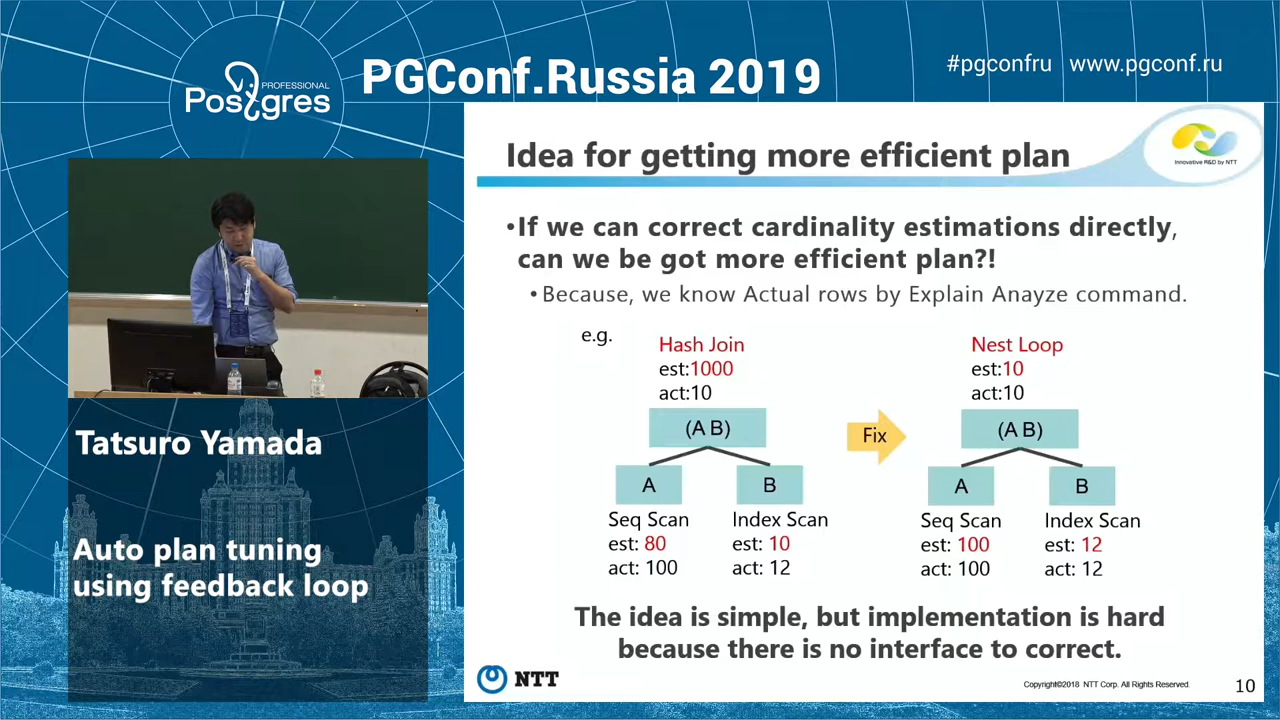 PROFESSIONAL
Postgres
PGConf.Russia 2019
#pgconfru www.pgconf.ru
Idea for getting more efficient plan
Innovative R&D by NTT
•If we can correct cardinality estimations directly,
can we be got more efficient plan?!
•Because, we know Actual rows by Explain Anayze command.
e.g.
Hash Join
est:1000
act:10
(A B)
A
B
Seq Scan
est: 80
act: 100
Index Scan
est: 10
act: 12
Fix
Nest Loop
est:10
act:10
(A B)
A
B
Seq Scan
est: 100
act: 100
Index Scan
est: 12
act: 12
The idea is simple, but implementation is hard
because there is no interface to correct.
NTT
Copyright©2018 NTT Corp. All Rights Reserved.
10
Tatsuro Yamada
Auto plan tuning
using feedback loop